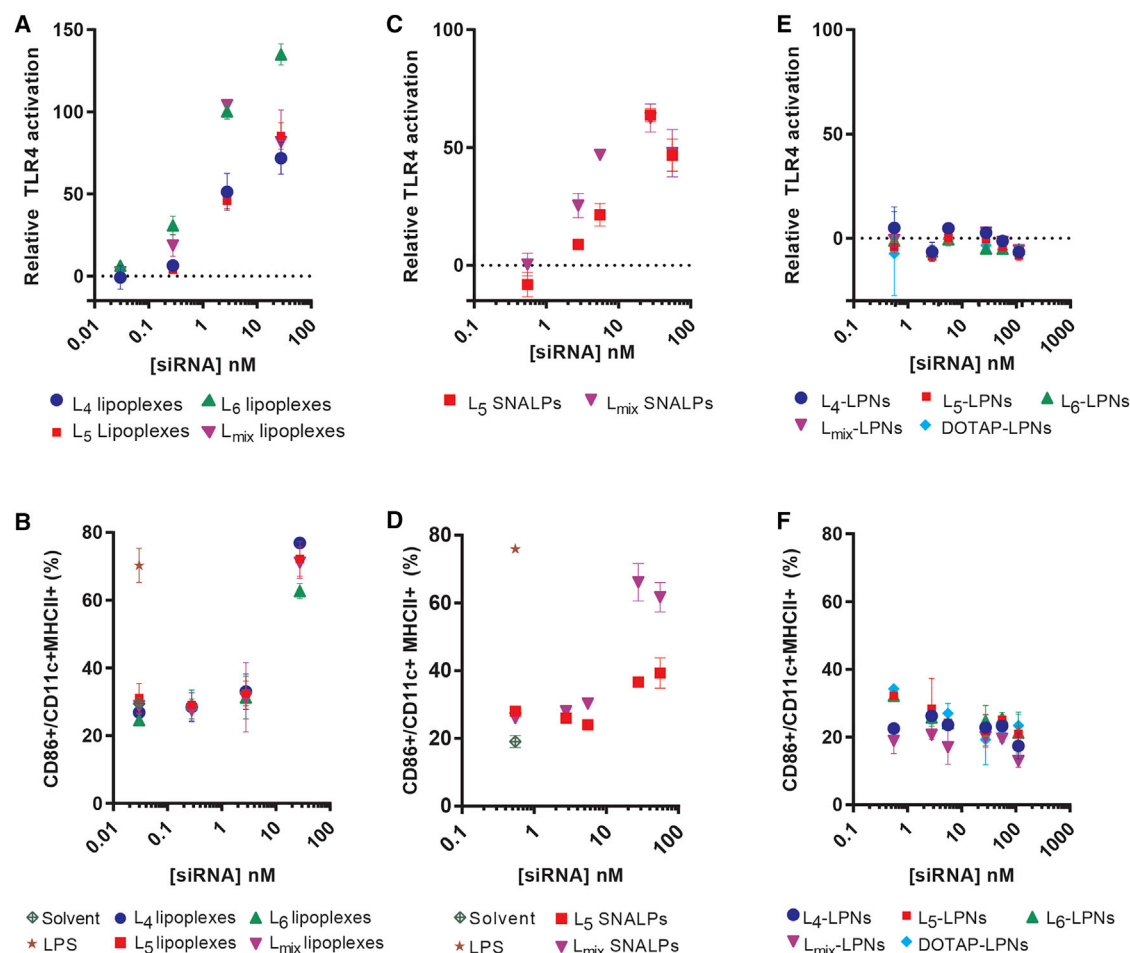 A
Relative TLR4 activation
150
100
50
0
0.01 0.1 1 10 100
[siRNA] nM
L4 lipoplexes L6 lipoplexes
L5 Lipoplexes Lmix lipoplexes
C
Relative TLR4 activation
100
50
0
0.1 1 10 100
[siRNA] nM
L5 SNALPs Lmix SNALPs
E
Relative TLR4 activation
100
50
0
0.1 1 10 100 1000
[siRNA] nM
L4-LPNs L5-LPNs L6-LPNs
Lmix-LPNs DOTAP-LPNs
B
CD86+/CD11c+MHCII+ (%)
80
60
40
20
0
0.01 0.1 1 10 100
[siRNA] nM
Solvent L4 lipoplexes L6 lipoplexes
LPS L5 lipoplexes Lmix lipoplexes
D
CD86+/CD11c+ MHCII+ (%)
80
60
40
20
0
0.1 1 10 100
[siRNA] nM
Solvent L5 SNALPs
LPS Lmix SNALPs
F
CD86+/CD11c+MHCII+ (%)
80
60
40
20
0
0.1 1 10 100 1000
[siRNA] nM
L4-LPNs L5-LPNs L6-LPNs
Lmix-LPNs DOTAP-LPNs